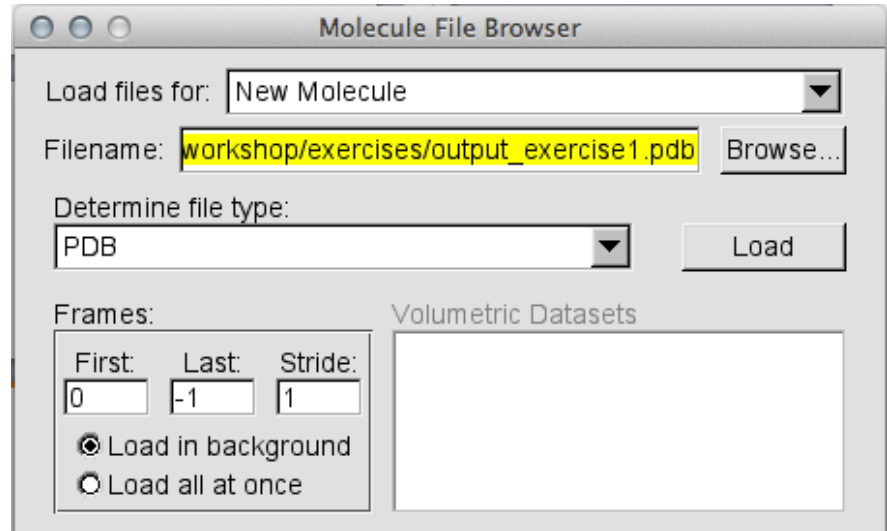 Molecule File Browser
Load files for: New Molecule
Filename: workshop/exercises/output_exercise1.pdb Browse...
Determine file type:
PDB Load
Frames: Volumetric Datasets
First: Last: Stride:
0 -1 1
Load in background
Load all at once